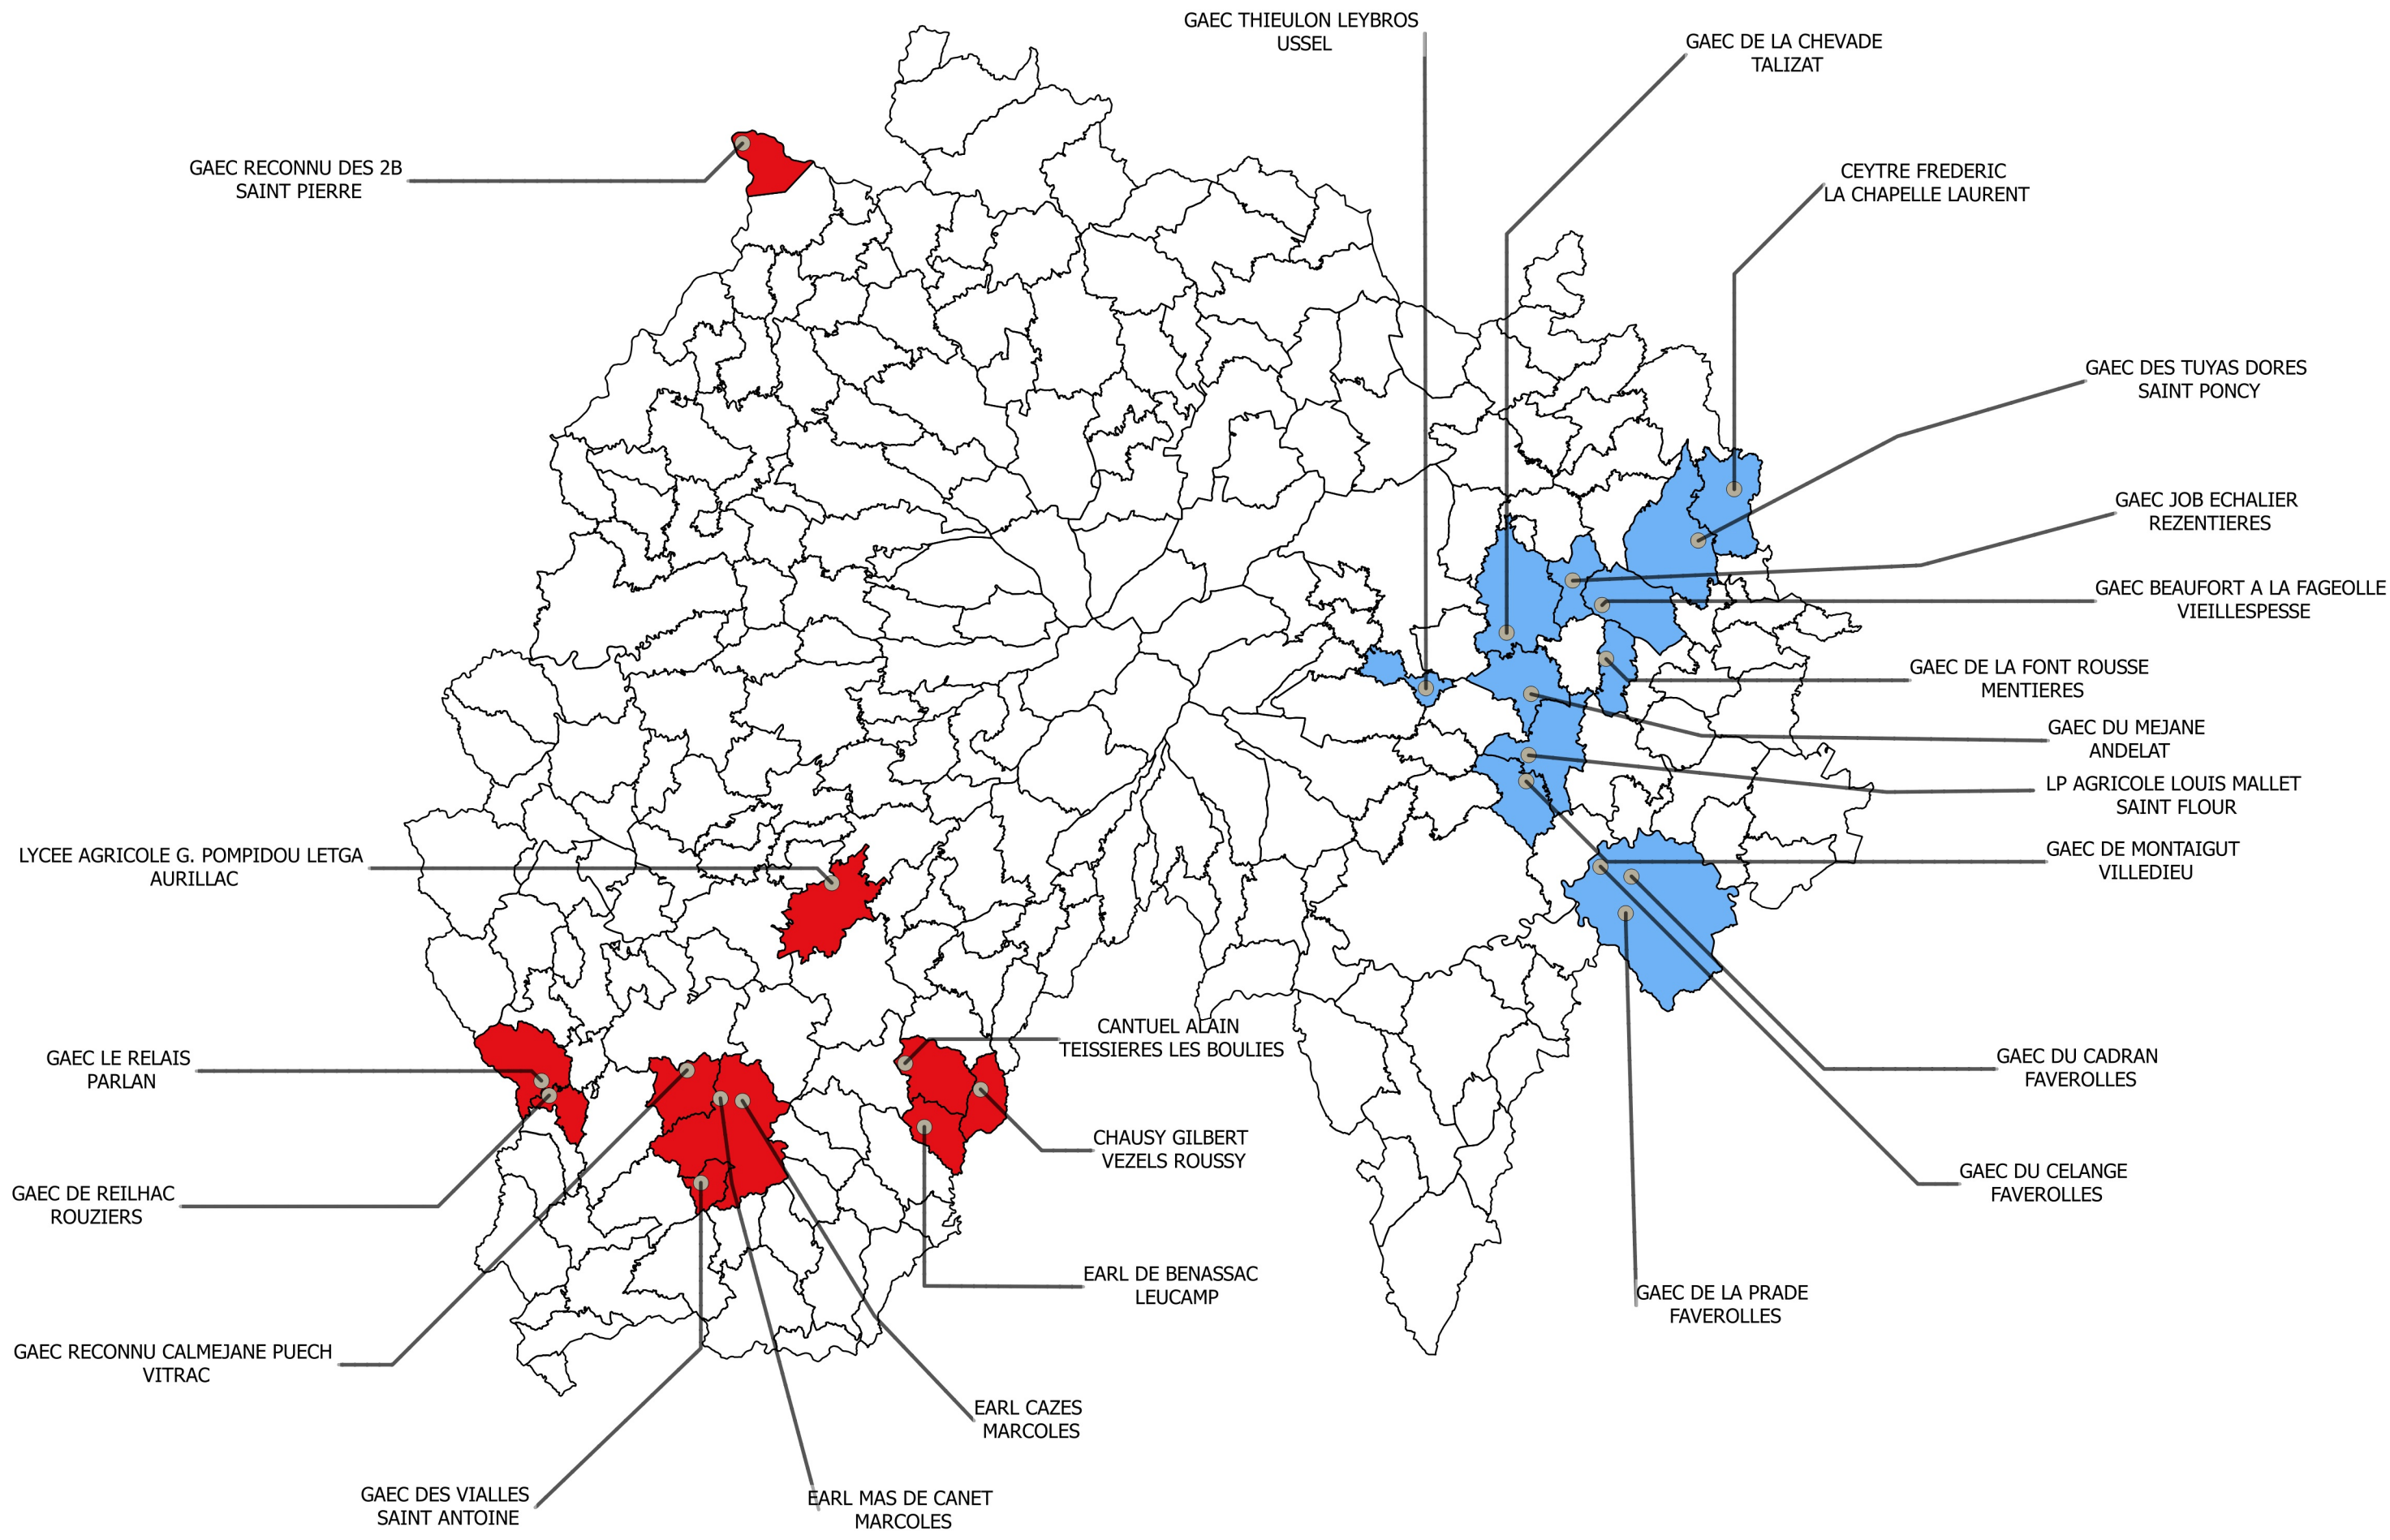 GAEC THIEULON LEYBROS
USSEL
GAEC DE LA CHEVADE
TALIZAT
GAEC RECONNU DES 2B
SAINT PIERRE
CEYTRE FREDERIC
LA CHAPELLE LAURENT
GAEC DES TUYAS DORES
SAINT PONCY
GAEC JOB ECHALIER
REZENTIERES
GAEC BEAUFORT A LA FAGEOLLE
VIEILLESPESSE
GAEC DE LA FONT ROUSSE
MENTIERES
GAEC DU MEJANE
ANDELAT
LP AGRICOLE LOUIS MALLET
SAINT FLOUR
LYCEE AGRICOLE G. POMPIDOU LETGA
AURILLAC
GAEC DE MONTAIGUT
VILLEDIEU
CANTUEL ALAIN
TEISSIERES LES BOULIES
GAEC LE RELAIS
PARLAN
GAEC DU CADRAN
FAVEROLLES
CHAUSY GILBERT
VEZELS ROUSSY
GAEC DU CELANGE
FAVEROLLES
GAEC DE REILHAC
ROUZIERS
EARL DE BENASSAC
LEUCAMP
GAEC DE LA PRADE
FAVEROLLES
GAEC RECONNU CALMEJANE PUECH
VITRAC
EARL CAZES
MARCOLES
GAEC DES VIALLES
SAINT ANTOINE
EARL MAS DE CANET
MARCOLES